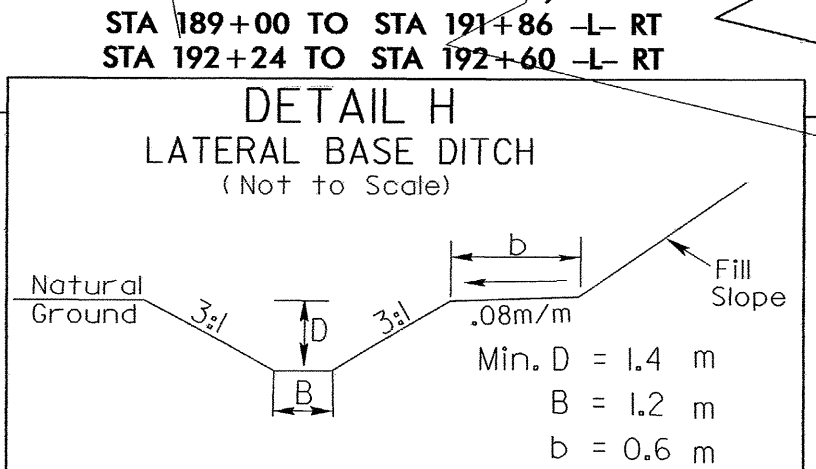 STA 189+00 TO STA 191+86 -L- RT
STA 192+24 TO STA 192+60 -L- RT
DETAIL H
LATERAL BASE DITCH
(Not to Scale)
b
Natural
Ground
3:1
D
3:1
.08m/m
Fill
Slope
B
Min. D = 1.4 m
B = 1.2 m
b = 0.6 m